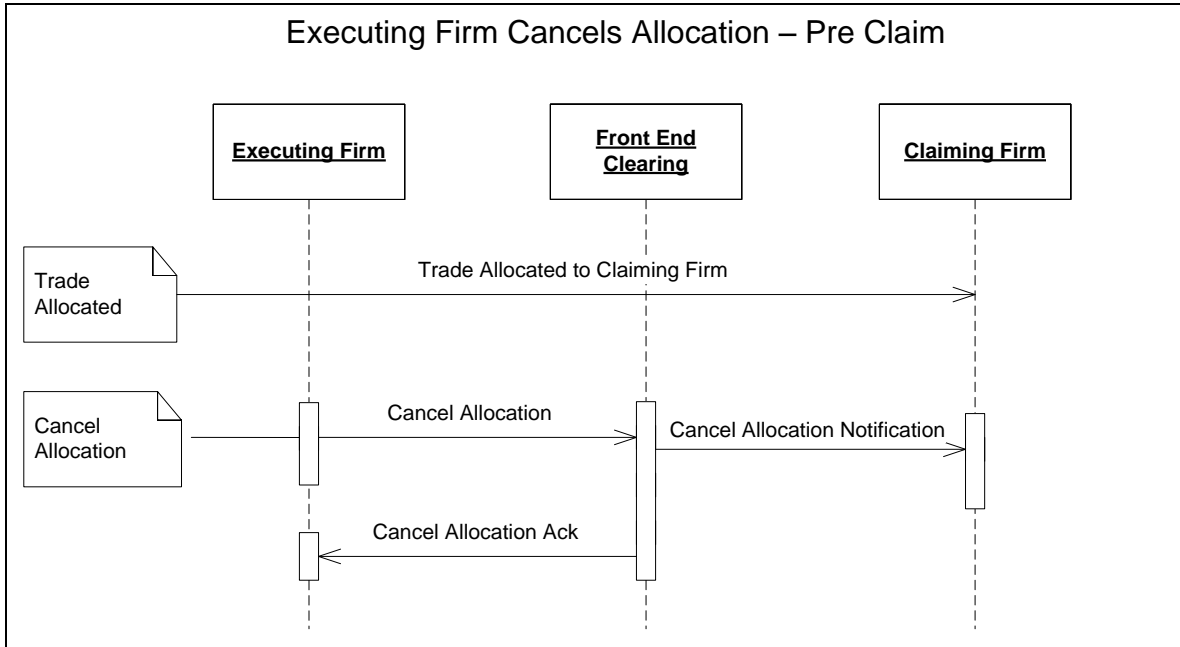 Executing Firm Cancels Allocation – Pre Claim
Executing Firm
Front End
Clearing
Claiming Firm
Trade
Allocated
Trade Allocated to Claiming Firm
Cancel
Allocation
Cancel Allocation
Cancel Allocation Notification
Cancel Allocation Ack